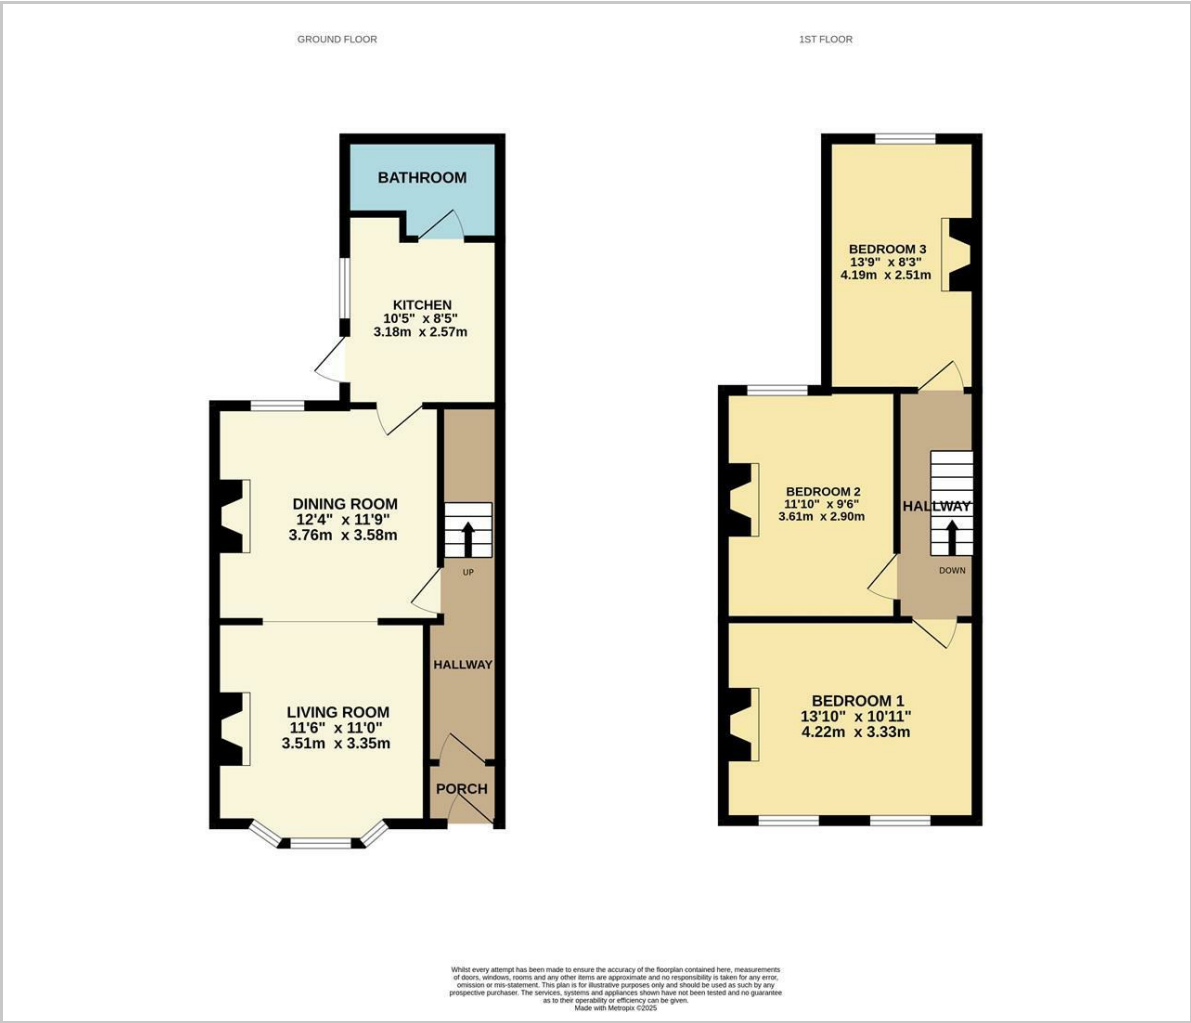 GROUND FLOOR
BATHROOM
KITCHEN
10'5" x 8'5"
3.18m x 2.57m
DINING ROOM
12'4" x 11'9"
3.76m x 3.58m
UP
HALLWAY
LIVING ROOM
11'6" x 11'0"
3.51m x 3.35m
PORCH
1ST FLOOR
BEDROOM 3
13'9" x 8'3"
4.19m x 2.51m
BEDROOM 2
11'10" x 9'6"
3.61m x 2.90m
HALLWAY
DOWN
BEDROOM 1
13'10" x 10'11"
4.22m x 3.33m
Whilst every attempt has been made to ensure the accuracy of the floorplan contained here, measurements
of doors, windows, rooms and any other items are approximate and no responsibility is taken for any error,
omission or mis-statement. This plan is for illustrative purposes only and should be used as such by any
prospective purchaser. The services, systems and appliances shown have not been tested and no guarantee
as to their operability or efficiency can be given.
Made with Metropix ©2025